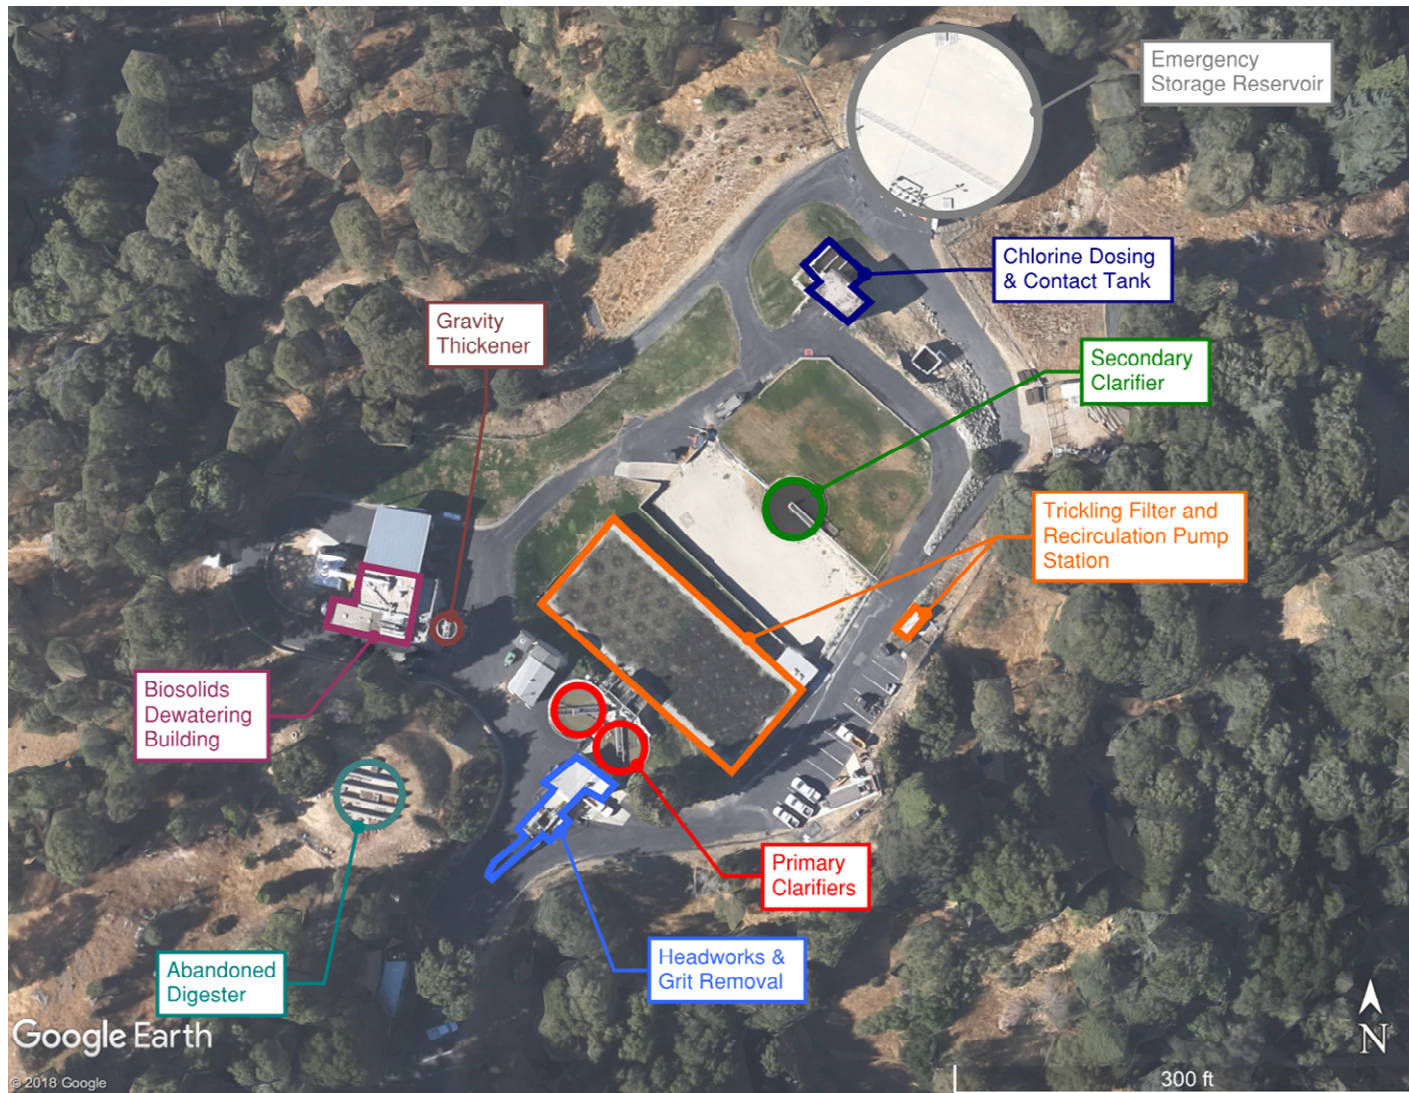 Emergency
Storage Reservoir
Chlorine Dosing
& Contact Tank
Gravity
Thickener
Secondary
Clarifier
Trickling Filter and
Recirculation Pump
Station
Biosolids
Dewatering
Building
Primary
Clarifiers
Headworks &
Grit Removal
Abandoned
Digester
Google Earth
N
© 2018 Google
300 ft